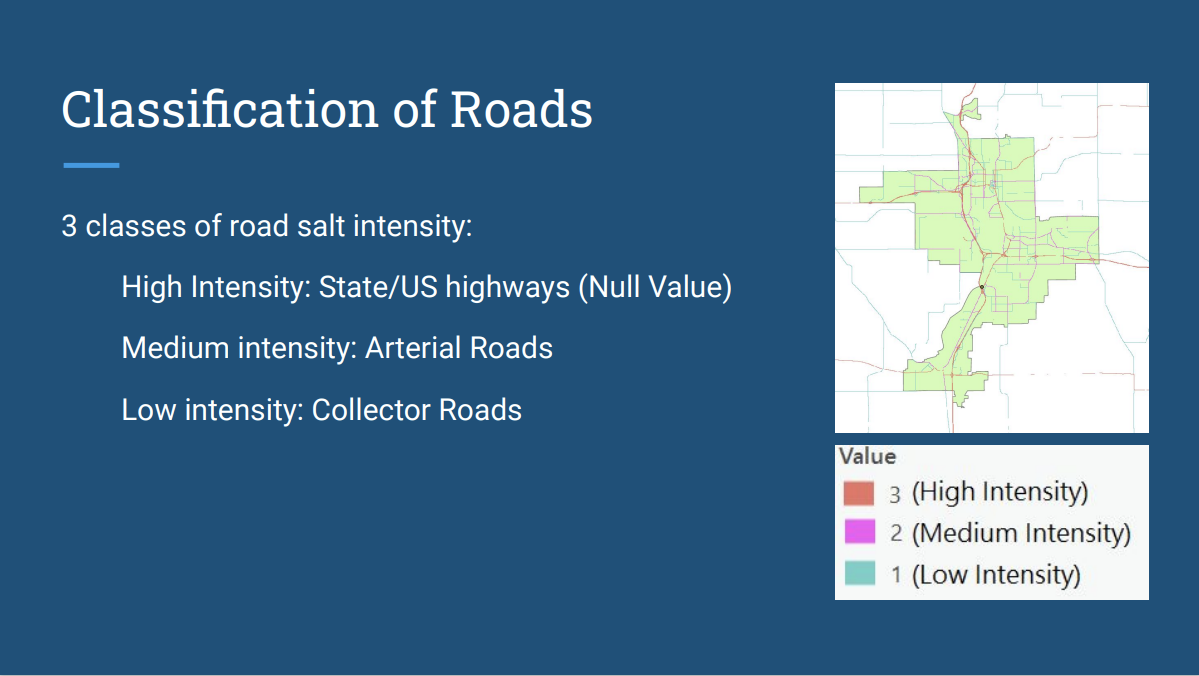 Classification of Roads
3 classes of road salt intensity:
High Intensity: State/US highways (Null Value)
Medium intensity: Arterial Roads
Low intensity: Collector Roads
Value
3 (High Intensity)
2 (Medium Intensity)
1 (Low Intensity)